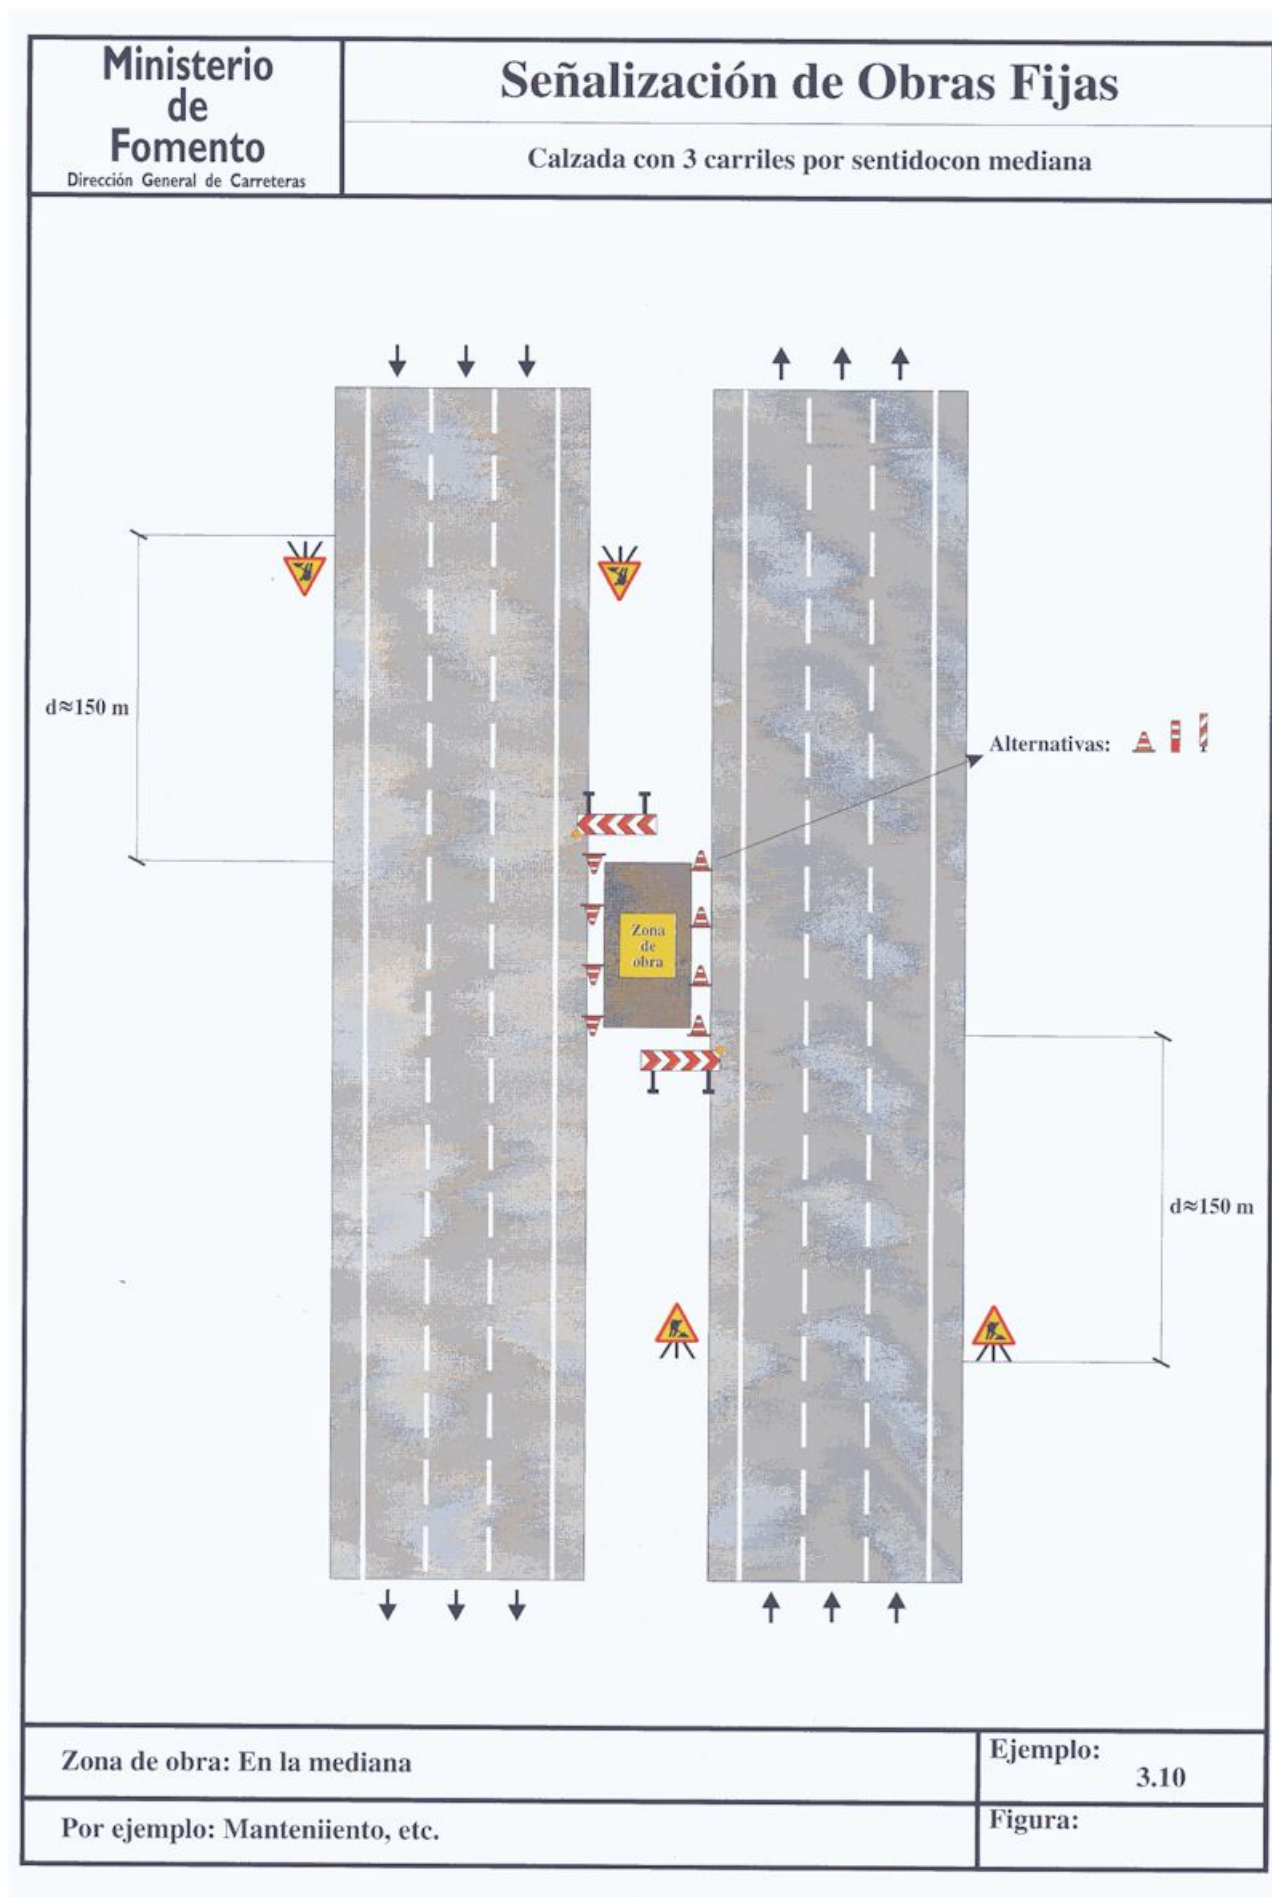 Ministerio
de
Fomento
Dirección General de Carreteras
Señalización de Obras Fijas
Calzada con 3 carriles por sentidocon mediana
d≈150 m
Alternativas:
Zona
de
obra
d≈150 m
Zona de obra: En la mediana
Ejemplo:
3.10
Por ejemplo: Manteniiento, etc.
Figura: